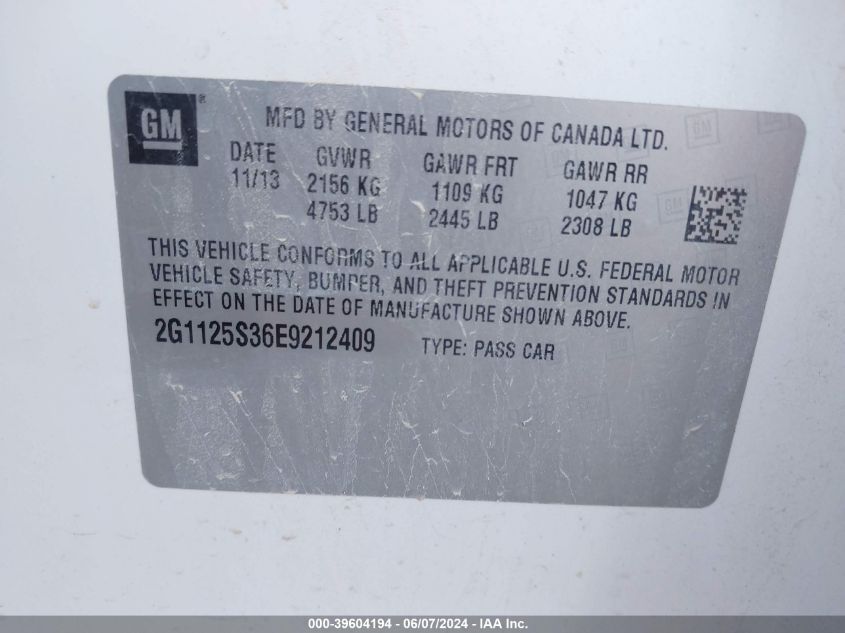 GM® MFD BY GENERAL MOTORS OF CANADA LTD.
DATE GVWR GAWR FRT GAWR RR
11/13 2156 KG 1109 KG 1047 KG
4753 LB 2445 LB 2308 LB
THIS VEHICLE CONFORMS TO ALL APPLICABLE U.S. FEDERAL MOTOR
VEHICLE SAFETY, BUMPER, AND THEFT PREVENTION STANDARDS IN
EFFECT ON THE DATE OF MANUFACTURE SHOWN ABOVE.
2G1125S36E9212409 TYPE: PASS CAR
000-39604194 - 06/07/2024 - IAA Inc.